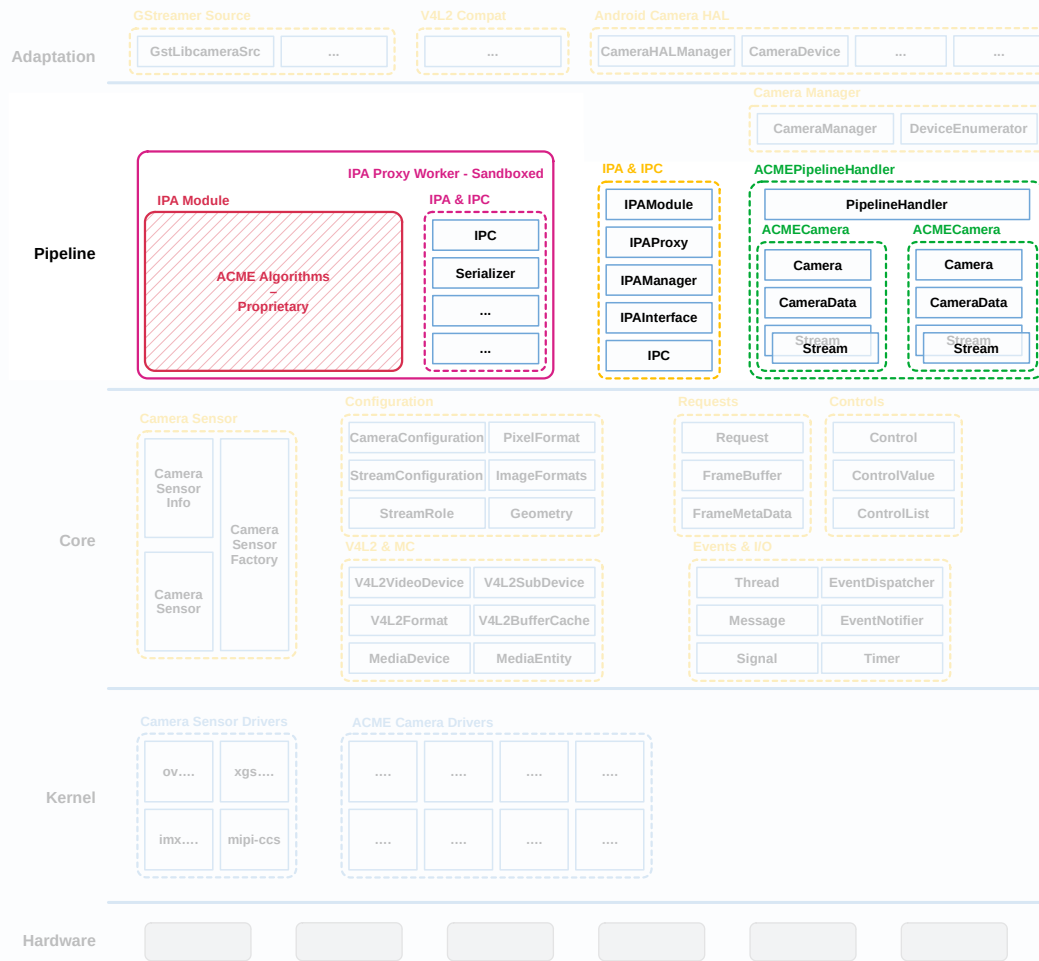 GStreamer Source
V4L2 Compat
Android Camera HAL
Adaptation
GstLibcameraSrc
...
...
CameraHALManager
CameraDevice
...
...
Camera Manager
CameraManager
DeviceEnumerator
Pipeline
IPA Proxy Worker - Sandboxed
IPA Module
ACME Algorithms
–
Proprietary
IPA & IPC
IPC
Serializer
...
...
IPA & IPC
IPAModule
IPAProxy
IPAManager
IPAInterface
IPC
ACMEPipelineHandler
PipelineHandler
ACMECamera
Camera
CameraData
Stream
Stream
ACMECamera
Camera
CameraData
Stream
Stream
Core
Camera Sensor
Camera
Sensor
Info
Camera
Sensor
Camera
Sensor
Factory
Configuration
CameraConfiguration
PixelFormat
StreamConfiguration
ImageFormats
StreamRole
Geometry
V4L2 & MC
V4L2VideoDevice
V4L2SubDevice
V4L2Format
V4L2BufferCache
MediaDevice
MediaEntity
Requests
Request
FrameBuffer
FrameMetaData
Controls
Control
ControlValue
ControlList
Events & I/O
Thread
EventDispatcher
Message
EventNotifier
Signal
Timer
Kernel
Camera Sensor Drivers
ov....
xgs....
imx....
mipi-ccs
ACME Camera Drivers
....
....
....
....
....
....
....
....
Hardware